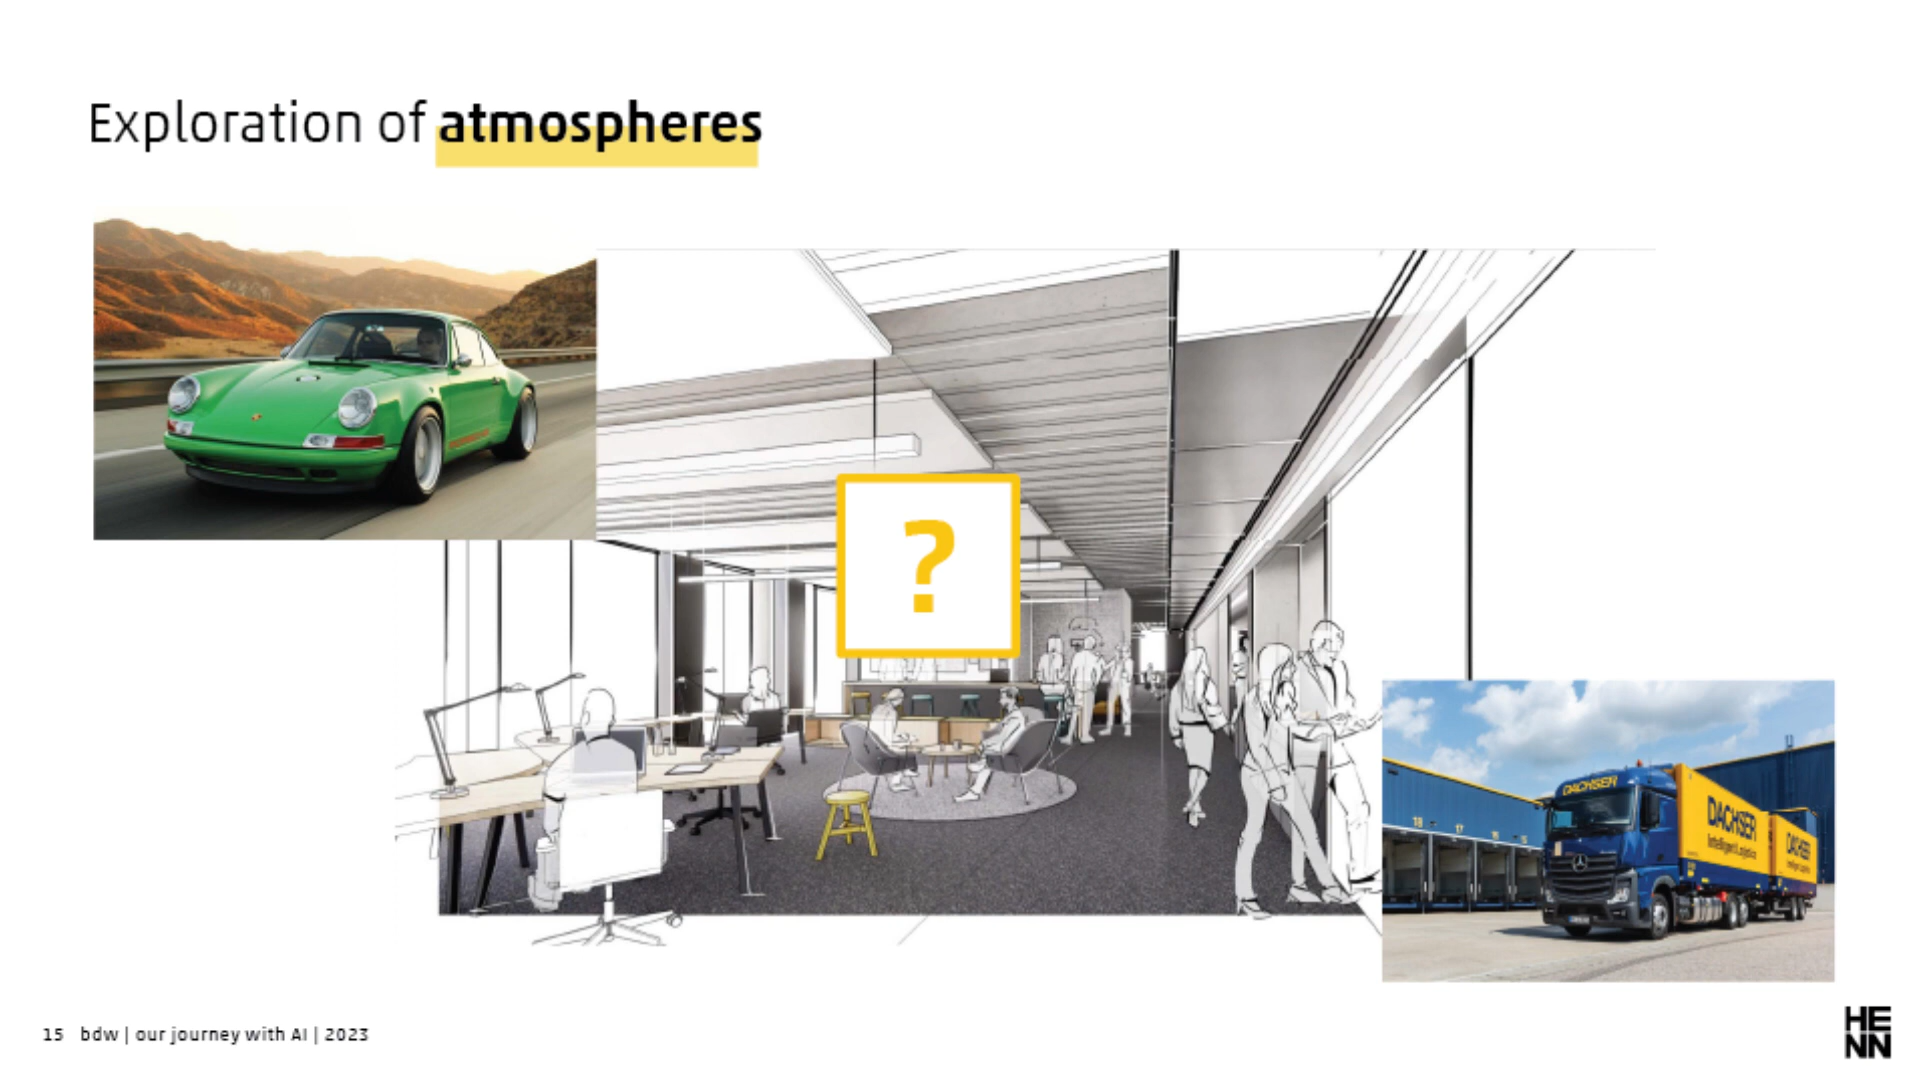 Exploration of atmospheres
?
DACHSER
DACHSER
Intelligent Logistics
DACHSER
15 bdw | our journey with AI | 2023
HE
NN